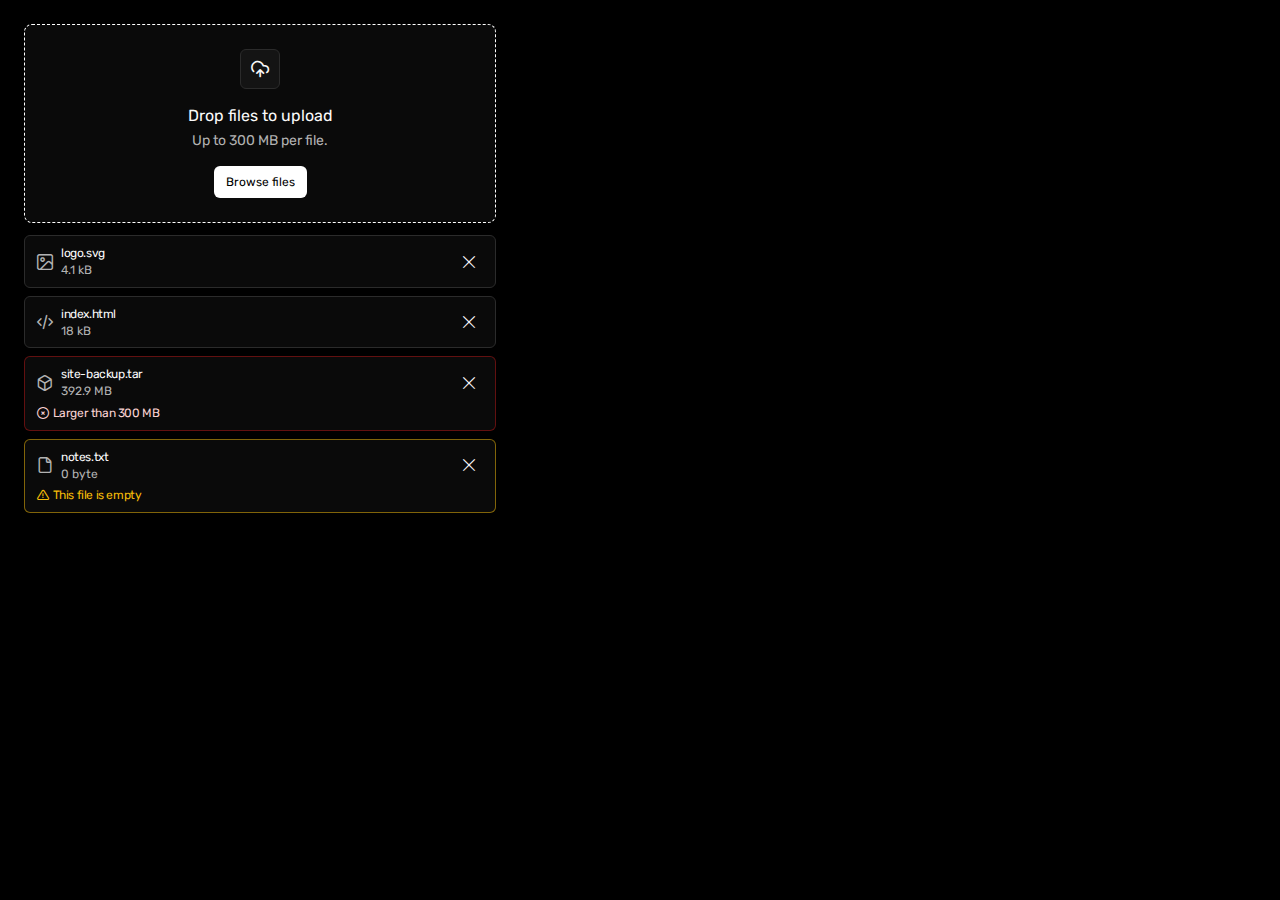 Drop files to upload
Up to 300 MB per file.
Browse files
logo.svg
4.1 kB
index.html
18 kB
site-backup.tar
392.9 MB
Larger than 300 MB
notes.txt
0 byte
This file is empty